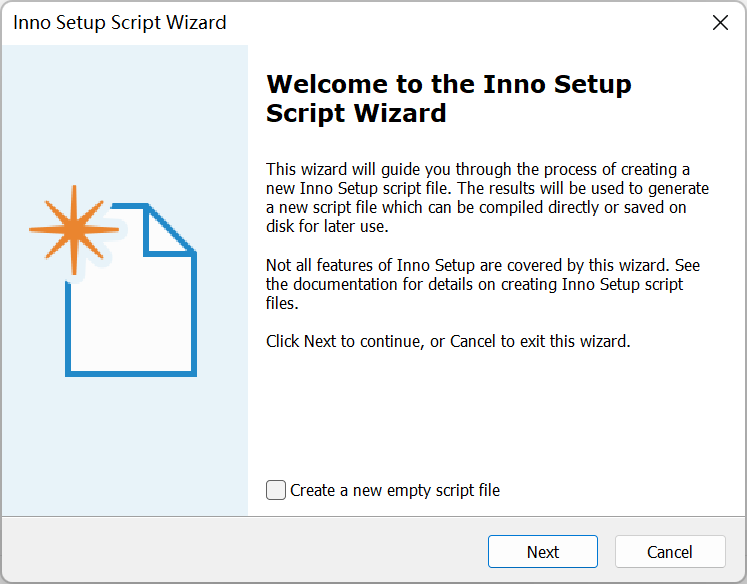 Inno Setup Script Wizard
Welcome to the Inno Setup
Script Wizard
This wizard will guide you through the process of creating a
new Inno Setup script file. The results will be used to generate
a new script file which can be compiled directly or saved on
disk for later use.
Not all features of Inno Setup are covered by this wizard. See
the documentation for details on creating Inno Setup script
files.
Click Next to continue, or Cancel to exit this wizard.
Create a new empty script file
Next
Cancel